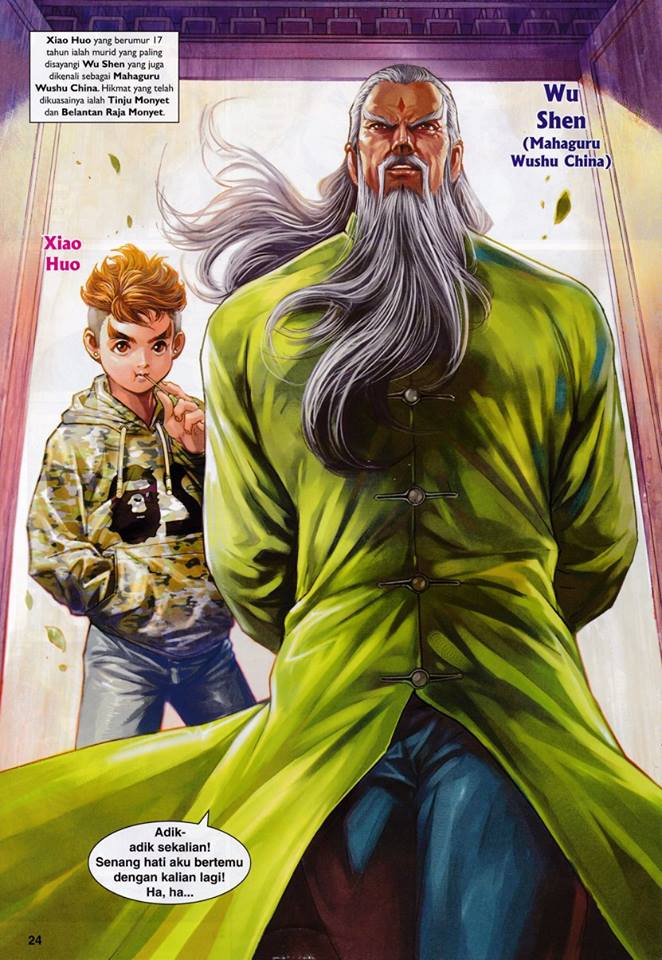 Xiao Huo yang berumur 17
tahun ialah murid yang paling
disayangi Wu Shen yang juga
dikenali sebagai Mahaguru
Wushu China. Hikmat yang telah
dikuasainya ialah Tinju Monyet
dan Belantan Raja Monyet.
Wu
Shen
(Mahaguru
Wushu China)
Xiao
Huo
Adik-
adik sekalian!
Senang hati aku bertemu
dengan kalian lagi!
Ha, ha...
24